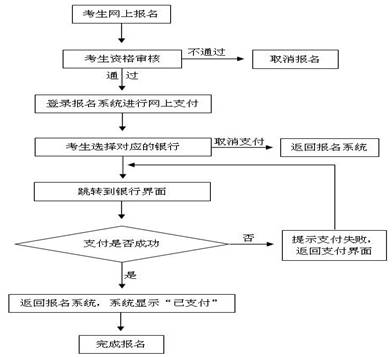 考生网上报名
考生资格审核
不通过
取消报名
通过
登录报名系统进行网上支付
考生选择对应的银行
取消支付
返回报名系统
跳转到银行界面
支付是否成功
否
提示支付失败,
返回支付界面
是
返回报名系统, 系统显示“已支付”
完成报名